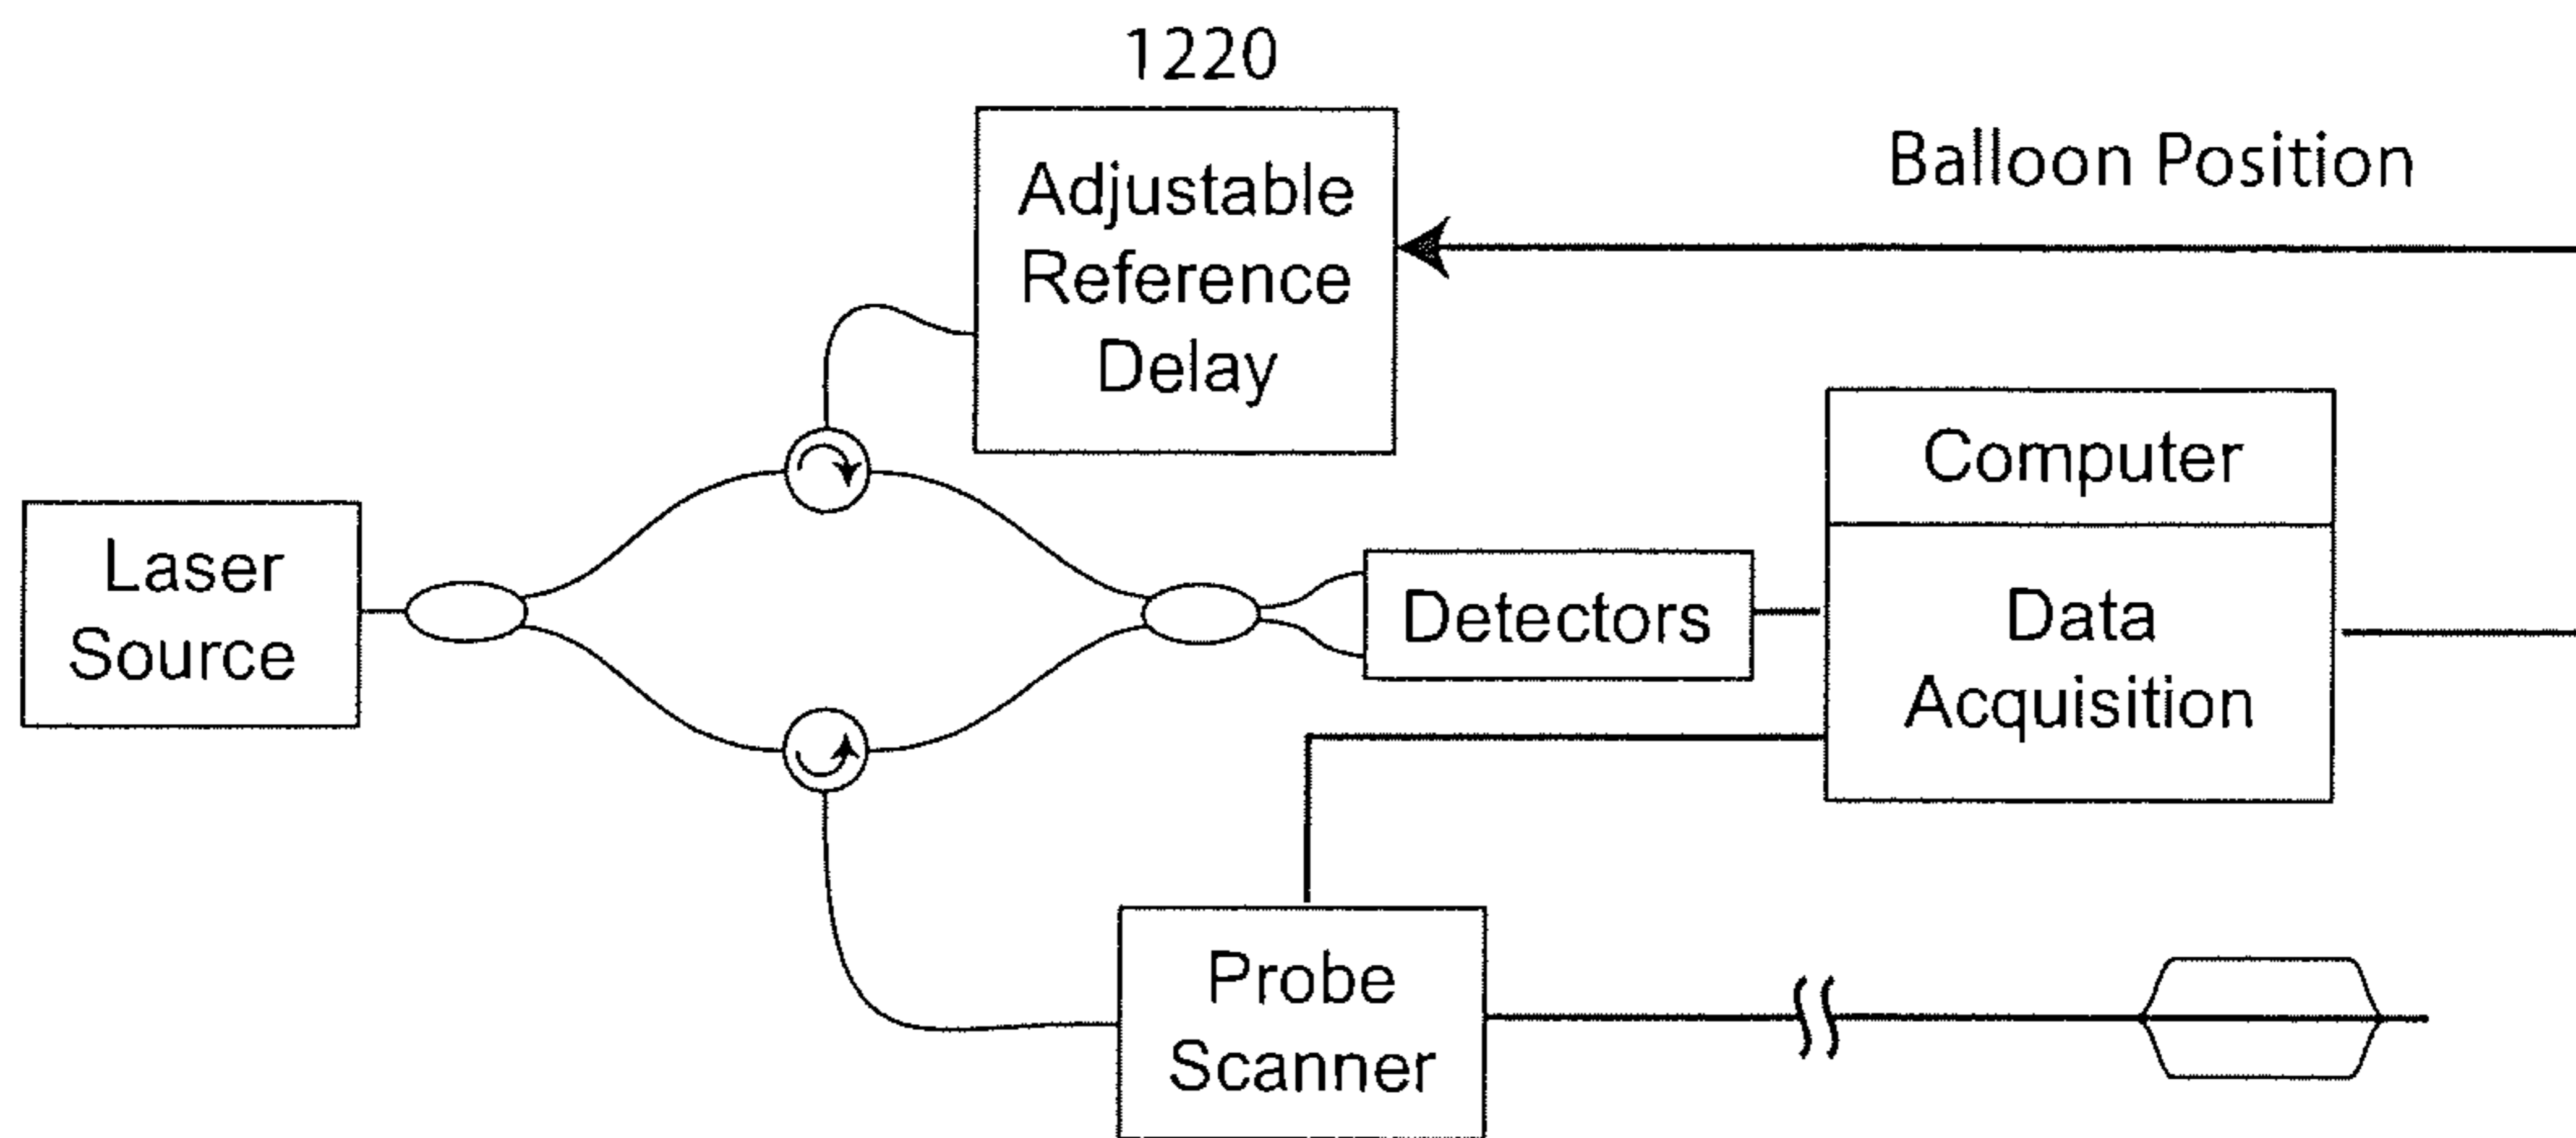 1220
Adjustable
Reference
Delay
Balloon Position
Computer
Data
Acquisition
Laser
Source
Detectors
Probe
Scanner